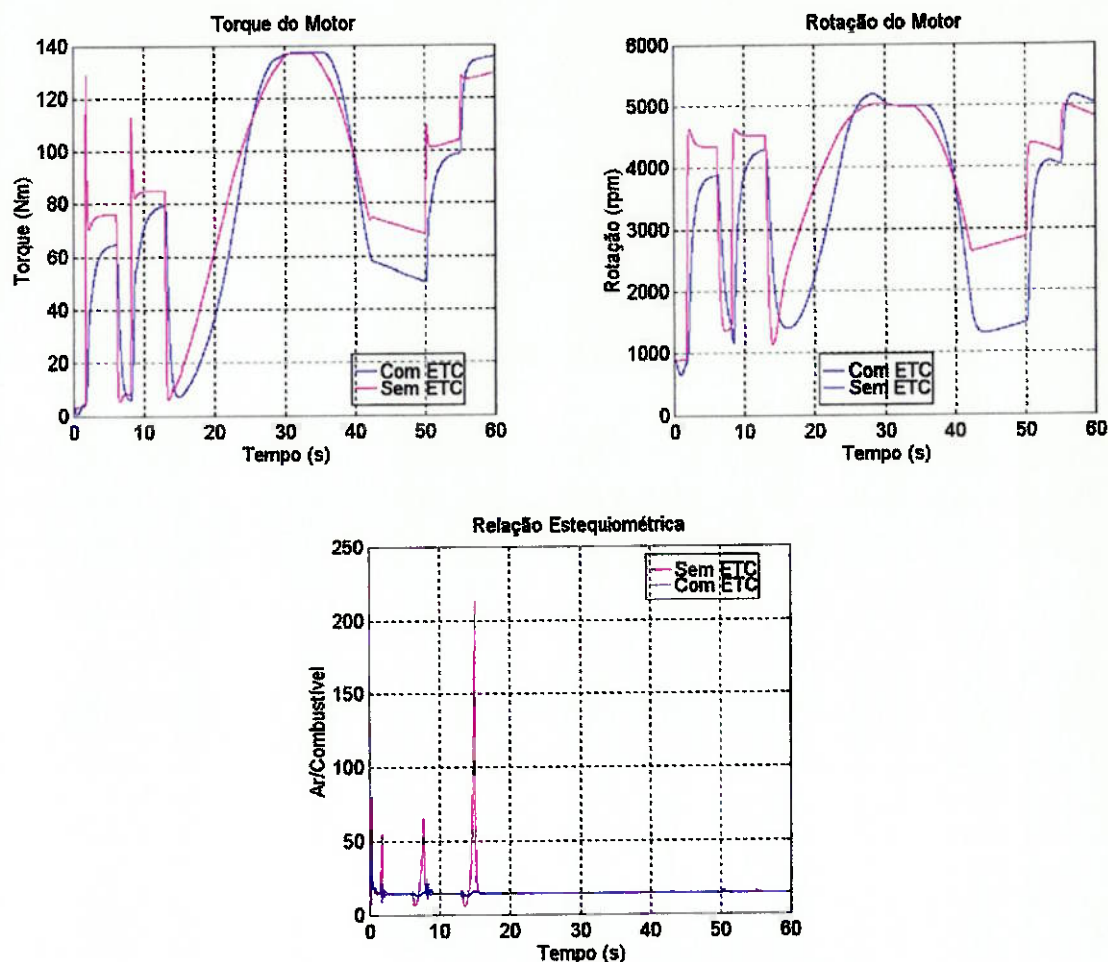 Torque do Motor
140
120
100
80
60
40
20
0
Torque (Nm)
Com ETC
Sem ETC
0 10 20 30 40 50 60
Tempo (s)
Rotação do Motor
6000
5000
4000
3000
2000
1000
0
Rotação (rpm)
Com ETC
Sem ETC
0 10 20 30 40 50 60
Tempo (s)
Relação Estequiométrica
250
200
150
100
50
0
Ar/Combustível
Sem ETC
Com ETC
0 10 20 30 40 50 60
Tempo (s)